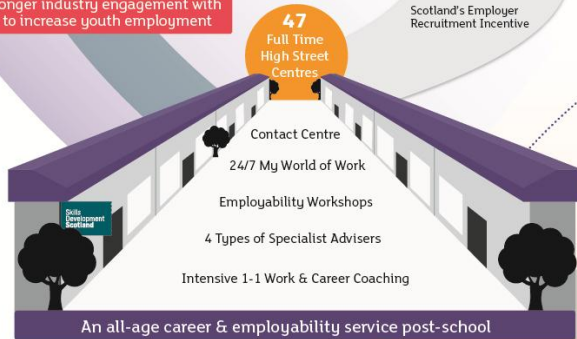 onger industry engagement with
to increase youth employment
Scotland's Employer
Recruitment Incentive
47
Full Time
High Street
Centres
Contact Centre
24/7 My World of Work
Employability Workshops
4 Types of Specialist Advisers
Intensive 1-1 Work & Career Coaching
Skills
Development
Scotland
An all-age career & employability service post-school